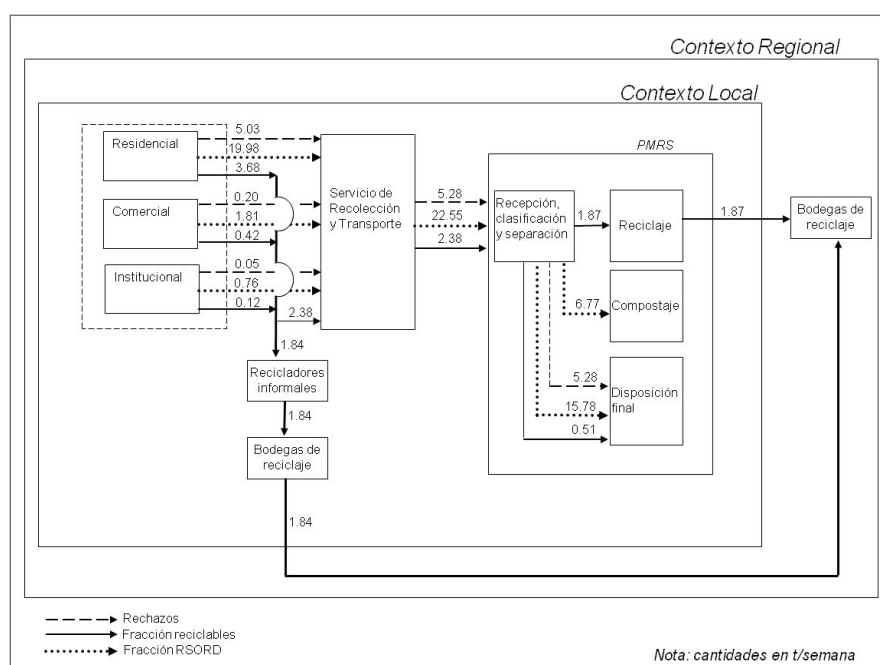 Contexto Regional
Contexto Local
PMRS
Residencial
5.03
19.98
3.68
Comercial
0.20
1.81
0.42
Institucional
0.05
0.76
0.12
2.38
1.84
Servicio de
Recolección
y Transporte
5.28
22.55
2.38
Recepción,
clasificación
y separación
1.87
Reciclaje
1.87
Bodegas de
reciclaje
6.77
Compostaje
5.28
15.78
0.51
Disposición
final
Recicladores
informales
1.84
Bodegas de
reciclaje
1.84
Rechazos
Fracción reciclables
Fracción RSORD
Nota: cantidades en t/semana